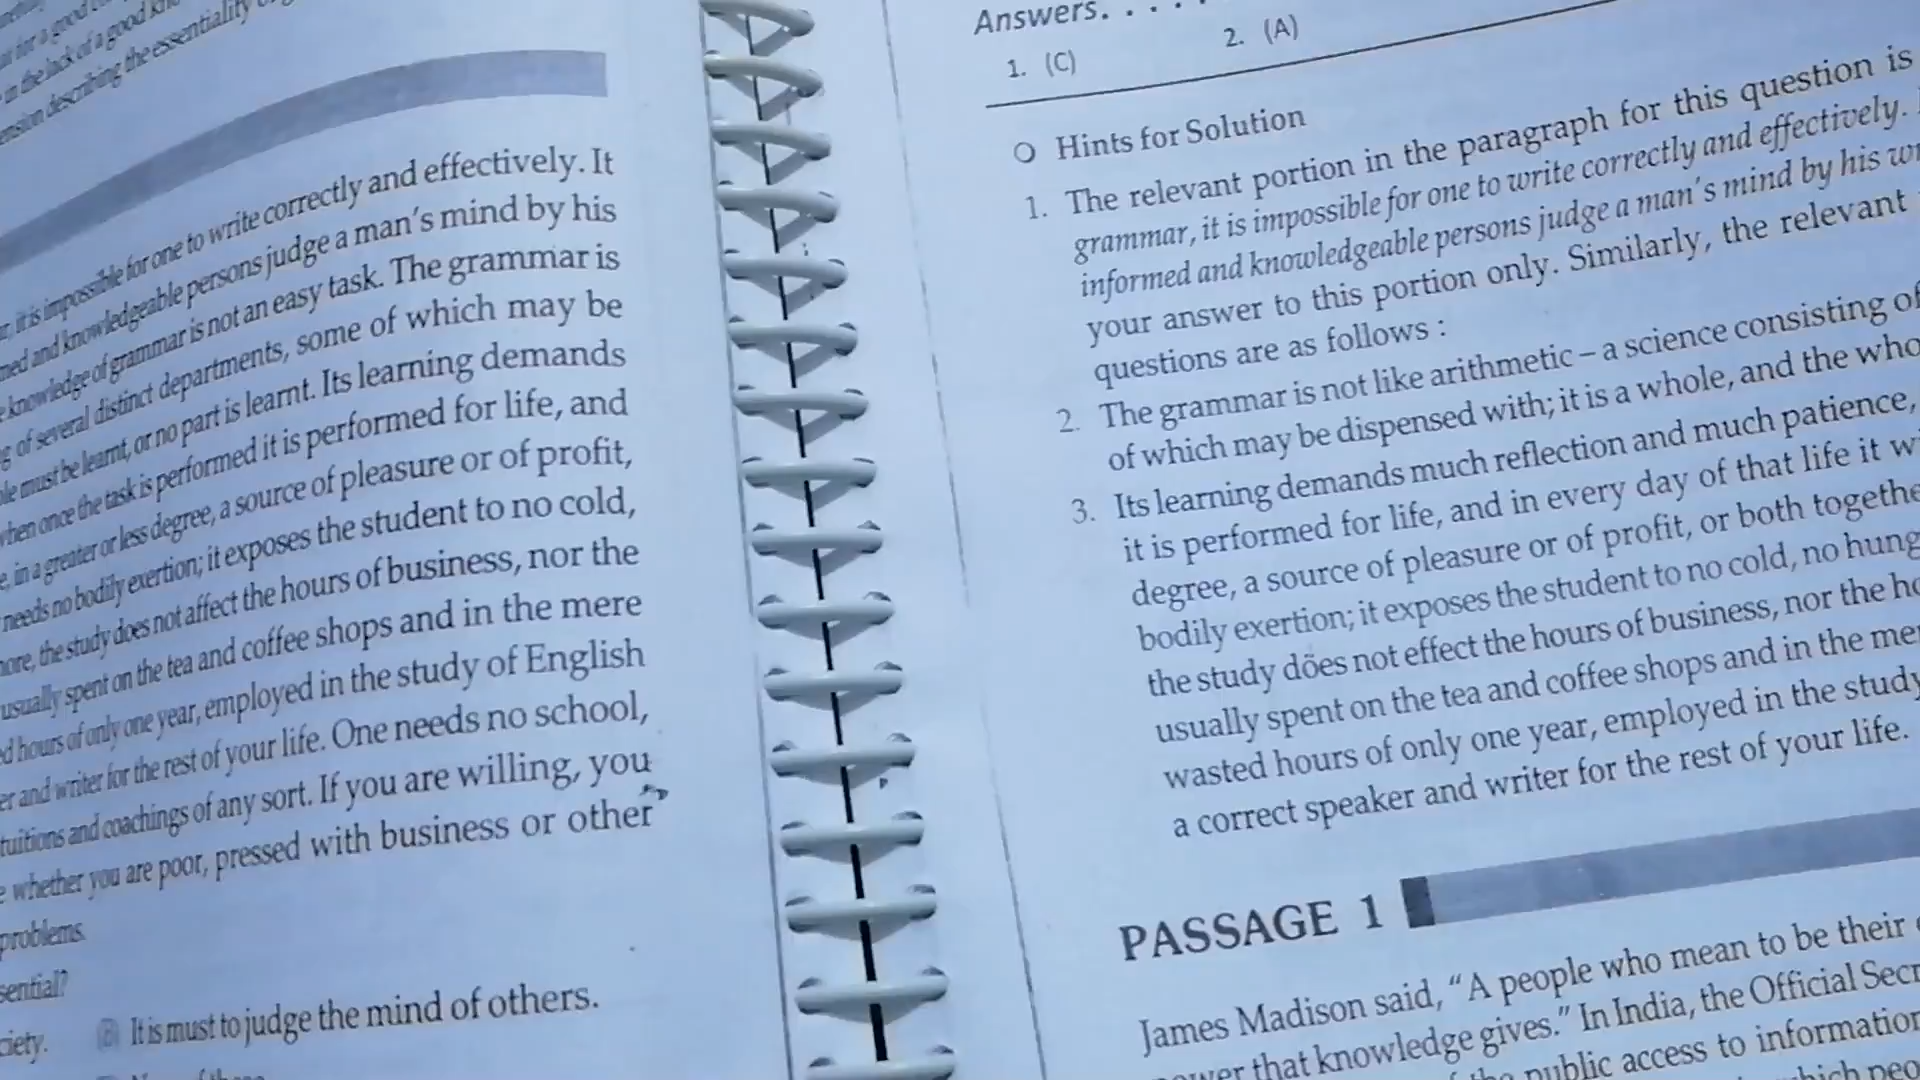 for a good
in the lack of a good
ension describing the essentiality
it is impossible for one to write correctly and effectively. It
and knowledgeable persons judge a man's mind by his
knowledge of grammar is not an easy task. The grammar is
of several distinct departments, some of which may be
must be learnt, or no part is learnt. Its learning demands
when once the task is performed it is performed for life, and
in a greater or less degree, a source of pleasure or of profit,
needs no bodily exertion; it exposes the student to no cold,
the study does not affect the hours of business, nor the
usually spent on the tea and coffee shops and in the mere
hours of only one year, employed in the study of English
and writer for the rest of your life. One needs no school,
tuitions and coachings of any sort. If you are willing, you
whether you are poor, pressed with business or other
problems.
sential?
(B) It is must to judge the mind of others.
ciety.
Answers. . . . .
1. (C) 2. (A)
Hints for Solution
1. The relevant portion in the paragraph for this question is
grammar, it is impossible for one to write correctly and effectively.
informed and knowledgeable persons judge a man's mind by his
your answer to this portion only. Similarly, the relevant
questions are as follows :
2. The grammar is not like arithmetic – a science consisting of
of which may be dispensed with; it is a whole, and the who
3. Its learning demands much reflection and much patience,
it is performed for life, and in every day of that life it w
degree, a source of pleasure or of profit, or both togethe
bodily exertion; it exposes the student to no cold, no hung
the study does not effect the hours of business, nor the ho
usually spent on the tea and coffee shops and in the mer
wasted hours of only one year, employed in the study
a correct speaker and writer for the rest of your life.
PASSAGE 1
James Madison said, "A people who mean to be their
power that knowledge gives." In India, the Official Secr
public access to information
which peo